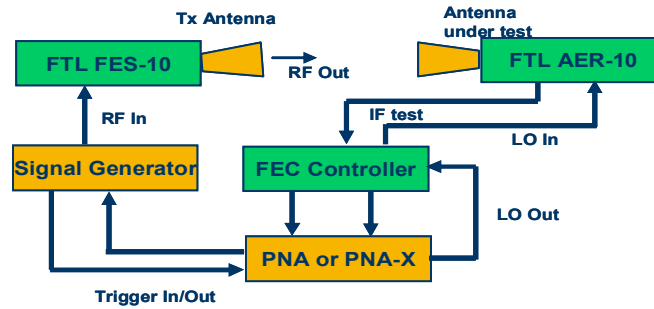 Tx Antenna
Antenna
under test
FTL FES-10
RF Out
FTL AER-10
RF In
IF test
LO In
Signal Generator
FEC Controller
LO Out
PNA or PNA-X
Trigger In/Out